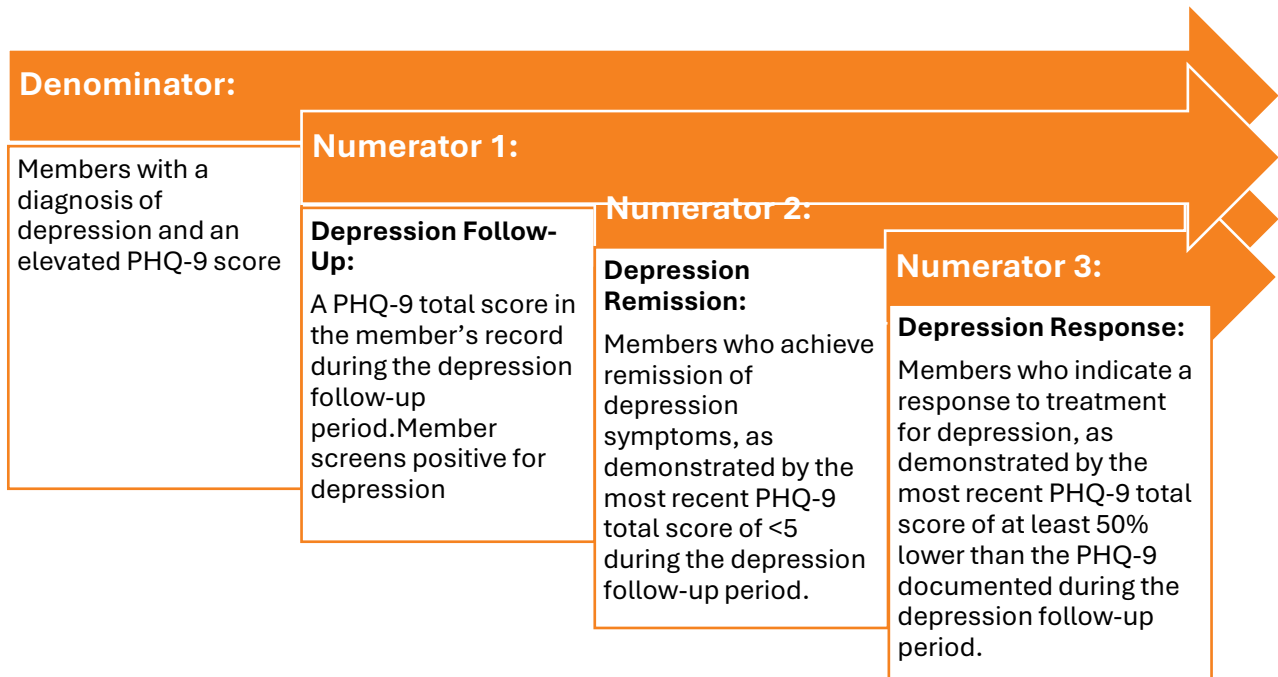 Denominator:
Members with a
diagnosis of
depression and an
elevated PHQ-9 score
Numerator 1:
Depression Follow-
Up:
A PHQ-9 total score in
the member’s record
during the depression
follow-up
period.Member
screens positive for
depression
Numerator 2:
Depression
Remission:
Members who achieve
remission of
depression
symptoms, as
demonstrated by the
most recent PHQ-9
total score of <5
during the depression
follow-up period.
Numerator 3:
Depression Response:
Members who indicate a
response to treatment
for depression, as
demonstrated by the
most recent PHQ-9 total
score of at least 50%
lower than the PHQ-9
documented during the
depression follow-up
period.